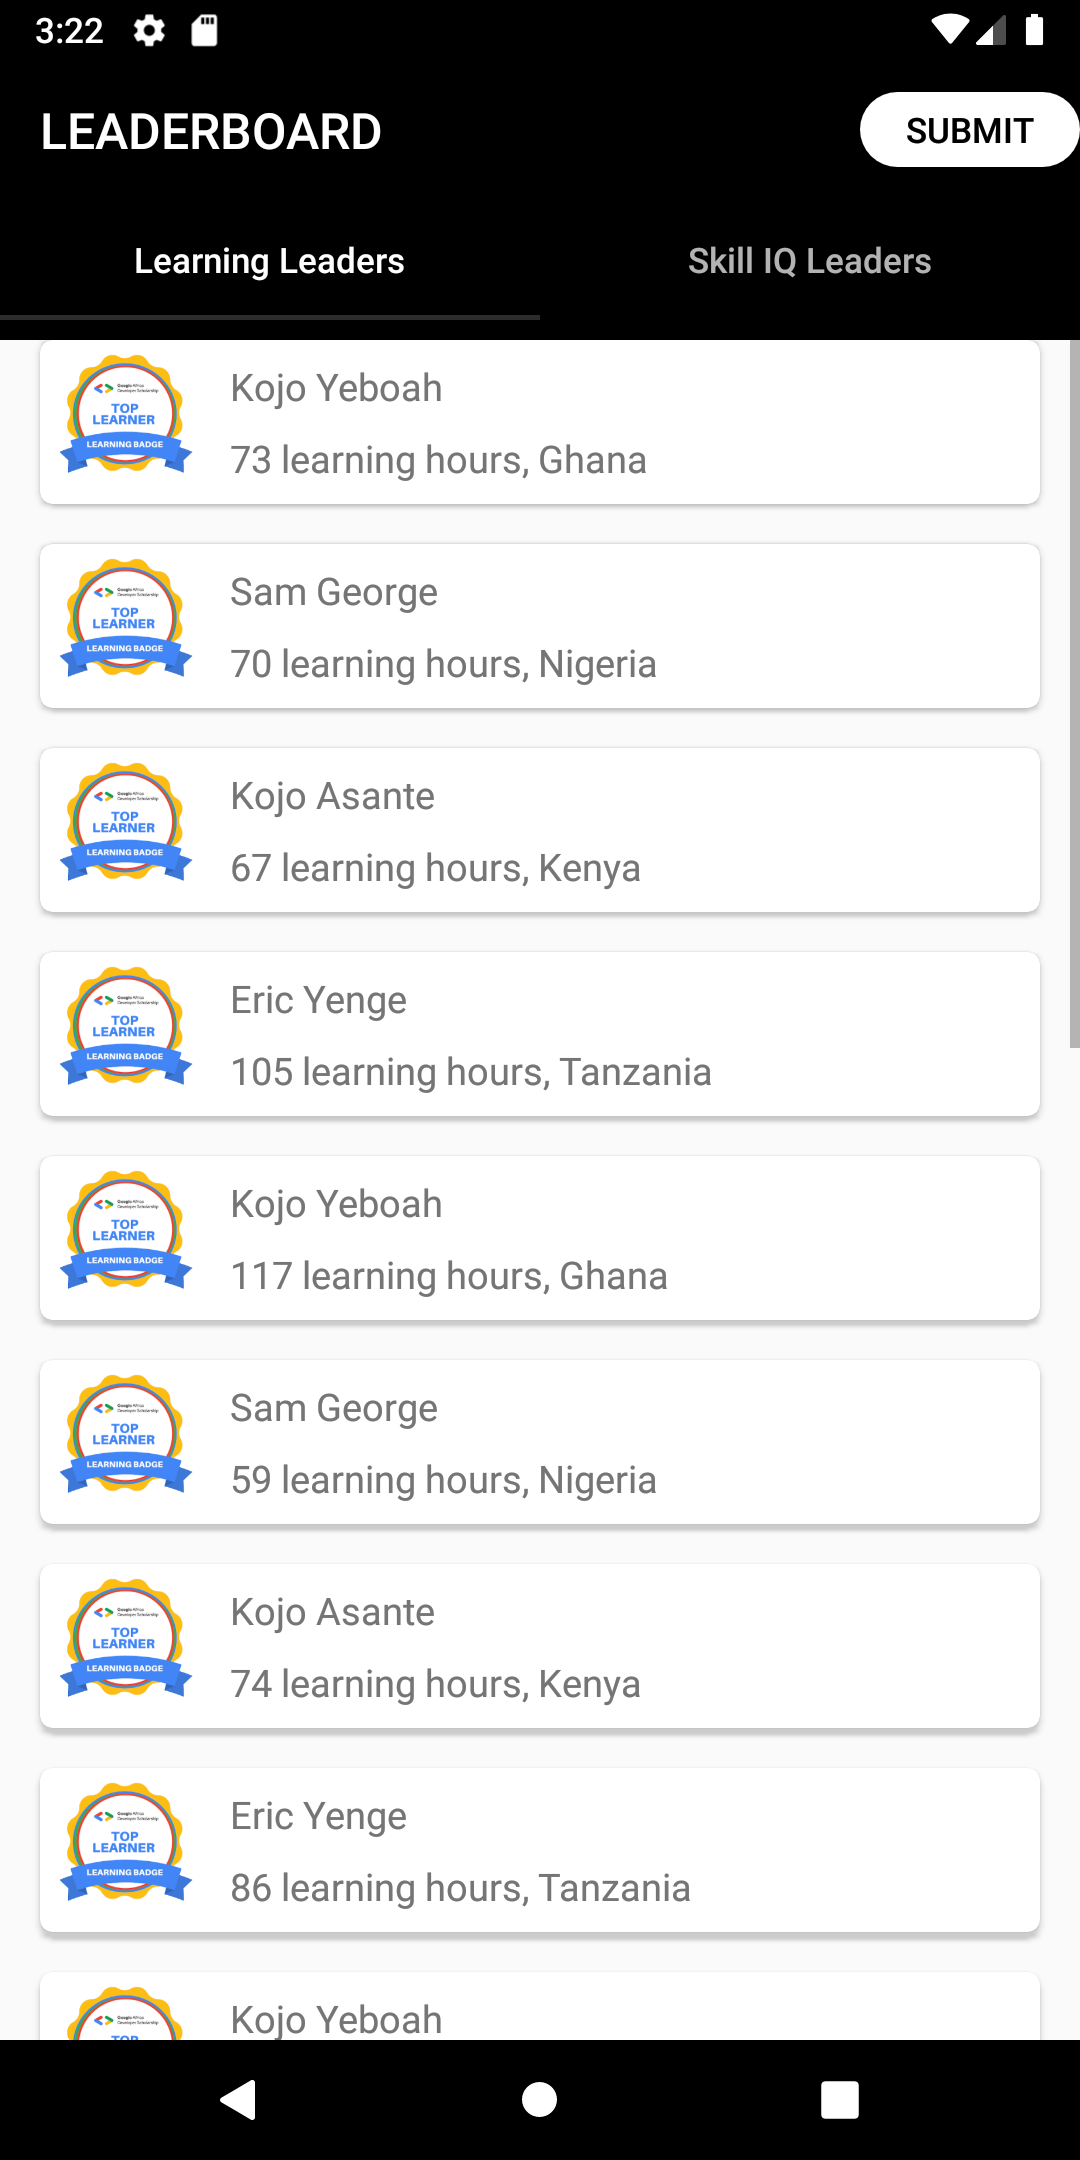 3:22
LEADERBOARD
SUBMIT
Learning Leaders
Skill IQ Leaders
Google Africa
Developer Scholarship
TOP
LEARNER
LEARNING BADGE
Kojo Yeboah
73 learning hours, Ghana
Google Africa
Developer Scholarship
TOP
LEARNER
LEARNING BADGE
Sam George
70 learning hours, Nigeria
Google Africa
Developer Scholarship
TOP
LEARNER
LEARNING BADGE
Kojo Asante
67 learning hours, Kenya
Google Africa
Developer Scholarship
TOP
LEARNER
LEARNING BADGE
Eric Yenge
105 learning hours, Tanzania
Google Africa
Developer Scholarship
TOP
LEARNER
LEARNING BADGE
Kojo Yeboah
117 learning hours, Ghana
Google Africa
Developer Scholarship
TOP
LEARNER
LEARNING BADGE
Sam George
59 learning hours, Nigeria
Google Africa
Developer Scholarship
TOP
LEARNER
LEARNING BADGE
Kojo Asante
74 learning hours, Kenya
Google Africa
Developer Scholarship
TOP
LEARNER
LEARNING BADGE
Eric Yenge
86 learning hours, Tanzania
Google Africa
Developer Scholarship
TOP
Kojo Yeboah